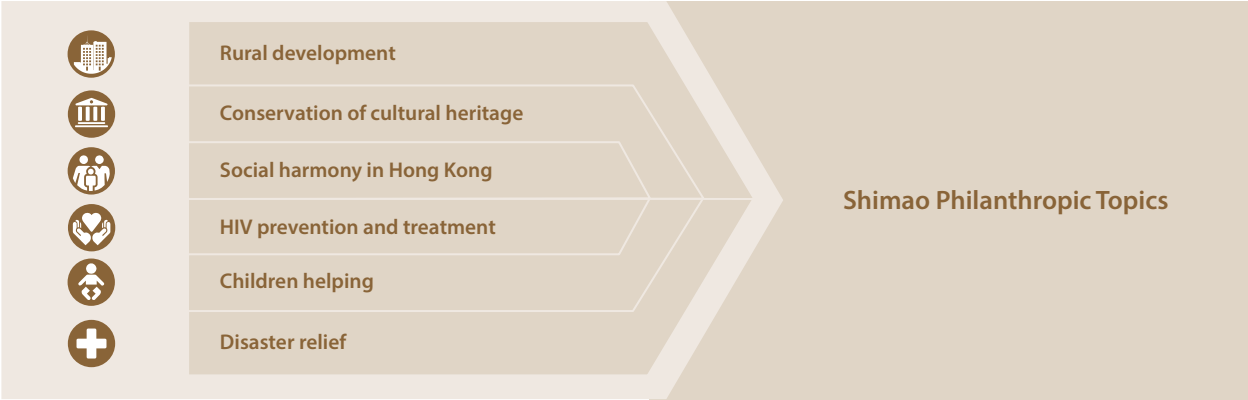 Rural development
Conservation of cultural heritage
Social harmony in Hong Kong
HIV prevention and treatment
Children helping
Disaster relief
Shimao Philanthropic Topics